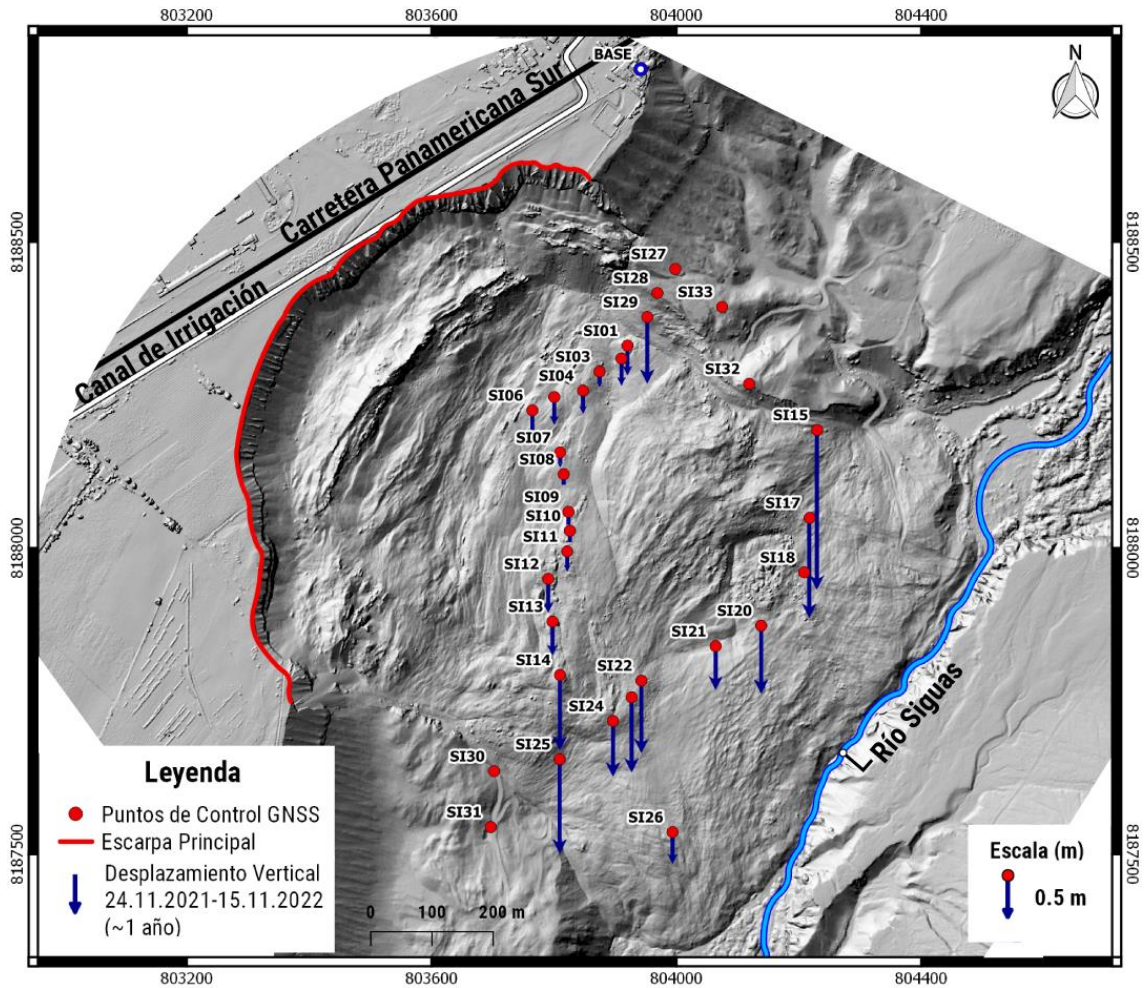 803200 803600 804000 804400
BASE
N
Carretera Panamericana Sur
Canal de Irrigación
8188500
8188500
SI27
SI28
SI33
SI29
SI01
SI03
SI32
SI04
SI06
SI15
SI07
SI08
SI09
SI17
SI10
SI11
8188000
8188000
SI12
SI18
SI13
SI20
SI21
SI14
SI22
SI24
Río Siguas
SI25
SI30
SI31
SI26
8187500
8187500
Leyenda
Puntos de Control GNSS
Escarpa Principal
Desplazamiento Vertical
24.11.2021-15.11.2022
(~1 año)
0 100 200 m
Escala (m)
0.5 m
803200 803600 804000 804400